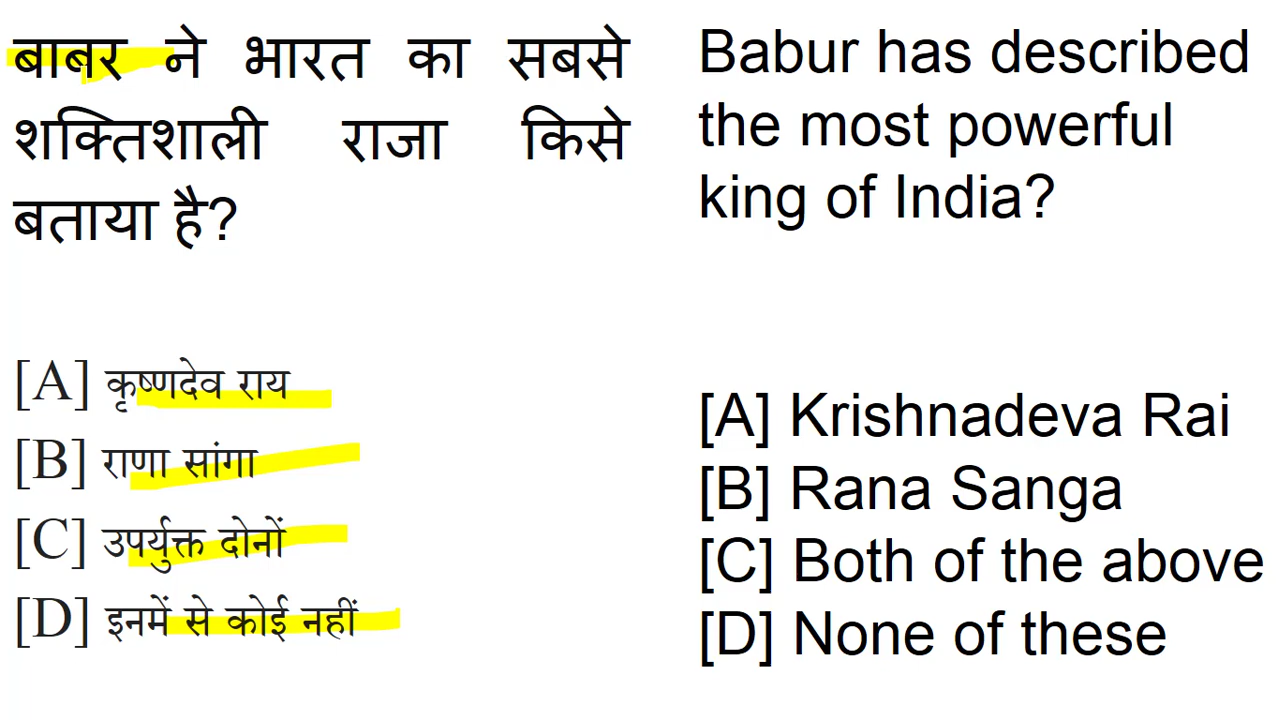 बाबर ने भारत का सबसे
शक्तिशाली राजा किसे
बताया है?
[A] कृष्णदेव राय
[B] राणा सांगा
[C] उपर्युक्त दोनों
[D] इनमें से कोई नहीं
Babur has described
the most powerful
king of India?
[A] Krishnadeva Rai
[B] Rana Sanga
[C] Both of the above
[D] None of these